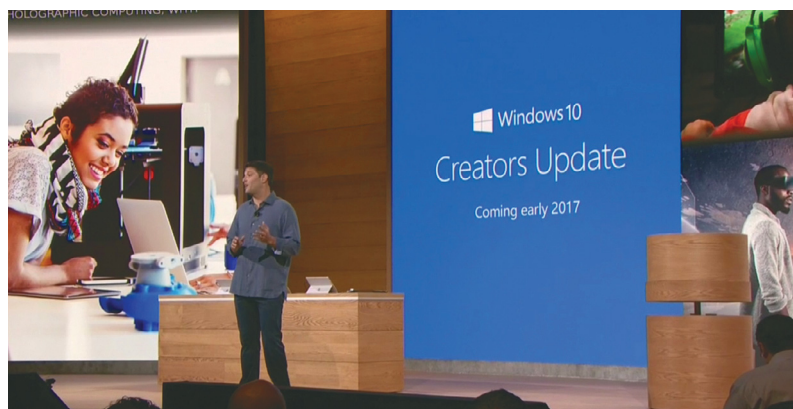 HOLOGRAPHIC COMPUTING, WITH
Windows 10
Creators Update
Coming early 2017